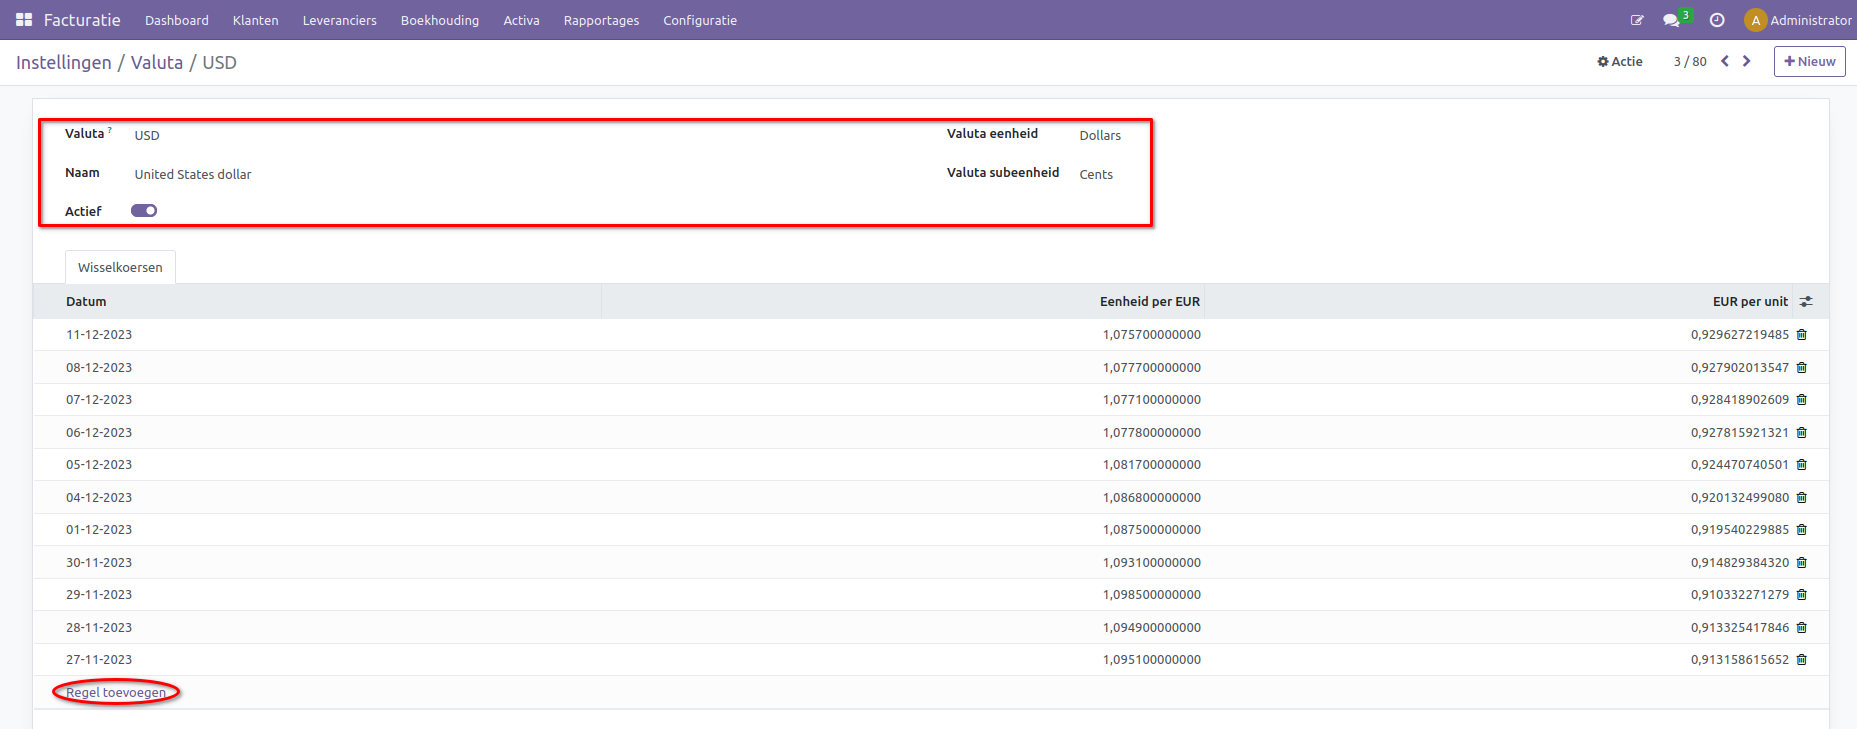 Facturatie Dashboard Klanten Leveranciers Boekhouding Activa Rapportages Configuratie 3 A Administrator
Instellingen / Valuta / USD Actie 3 / 80 Nieuw
Valuta ? USD Valuta eenheid Dollars
Naam United States dollar Valuta subeenheid Cents
Actief
Wisselkoersen
Datum Eenheid per EUR EUR per unit
11-12-2023 1,075700000000 0,929627219485
08-12-2023 1,077700000000 0,927902013547
07-12-2023 1,077100000000 0,928418902609
06-12-2023 1,077800000000 0,927815921321
05-12-2023 1,081700000000 0,924470740501
04-12-2023 1,086800000000 0,920132499080
01-12-2023 1,087500000000 0,919540229885
30-11-2023 1,093100000000 0,914829384320
29-11-2023 1,098500000000 0,910332271279
28-11-2023 1,094900000000 0,913325417846
27-11-2023 1,095100000000 0,913158615652
Regel toevoegen